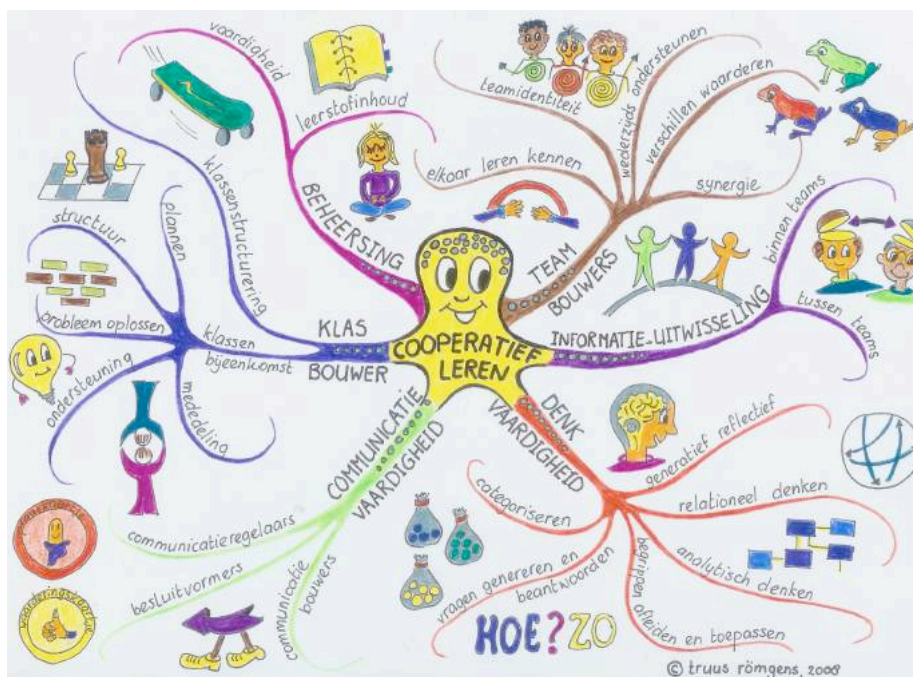 COOPERATIEF
LEREN
TEAM
BOUWERS
elkaar leren kennen
teamidentiteit
wederzijds ondersteunen
verschillen waarderen
synergie
INFORMATIE-UITWISSELING
binnen teams
tussen teams
DENK
VAARDIGHEID
generatief reflectief
relationeel denken
analytisch denken
begrippen afleiden en toepassen
vragen genereren en
beantwoorden
categoriseren
HOE?ZO
COMMUNICATIE
VAARDIGHEID
communicatie
bouwers
besluitvormers
communicatieregelaars
KLAS
BOUWER
klassen
bijeenkomst
mededeling
ondersteuning
probleem oplossen
structuur
plannen
klassenstructurering
BEHEERSING
vaardigheid
leerstofinhoud
© truus römgens, 2008